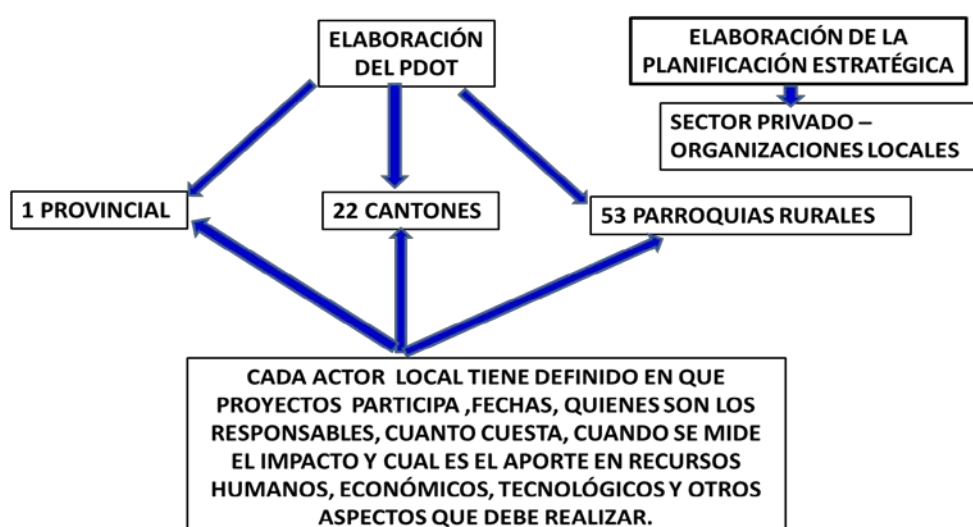 ELABORACIÓN
DEL PDOT
ELABORACIÓN DE LA
PLANIFICACIÓN ESTRATÉGICA
SECTOR PRIVADO –
ORGANIZACIONES LOCALES
1 PROVINCIAL
22 CANTONES
53 PARROQUIAS RURALES
CADA ACTOR LOCAL TIENE DEFINIDO EN QUE
PROYECTOS PARTICIPA ,FECHAS, QUIENES SON LOS
RESPONSABLES, CUANTO CUESTA, CUANDO SE MIDE
EL IMPACTO Y CUAL ES EL APORTE EN RECURSOS
HUMANOS, ECONÓMICOS, TECNOLÓGICOS Y OTROS
ASPECTOS QUE DEBE REALIZAR.